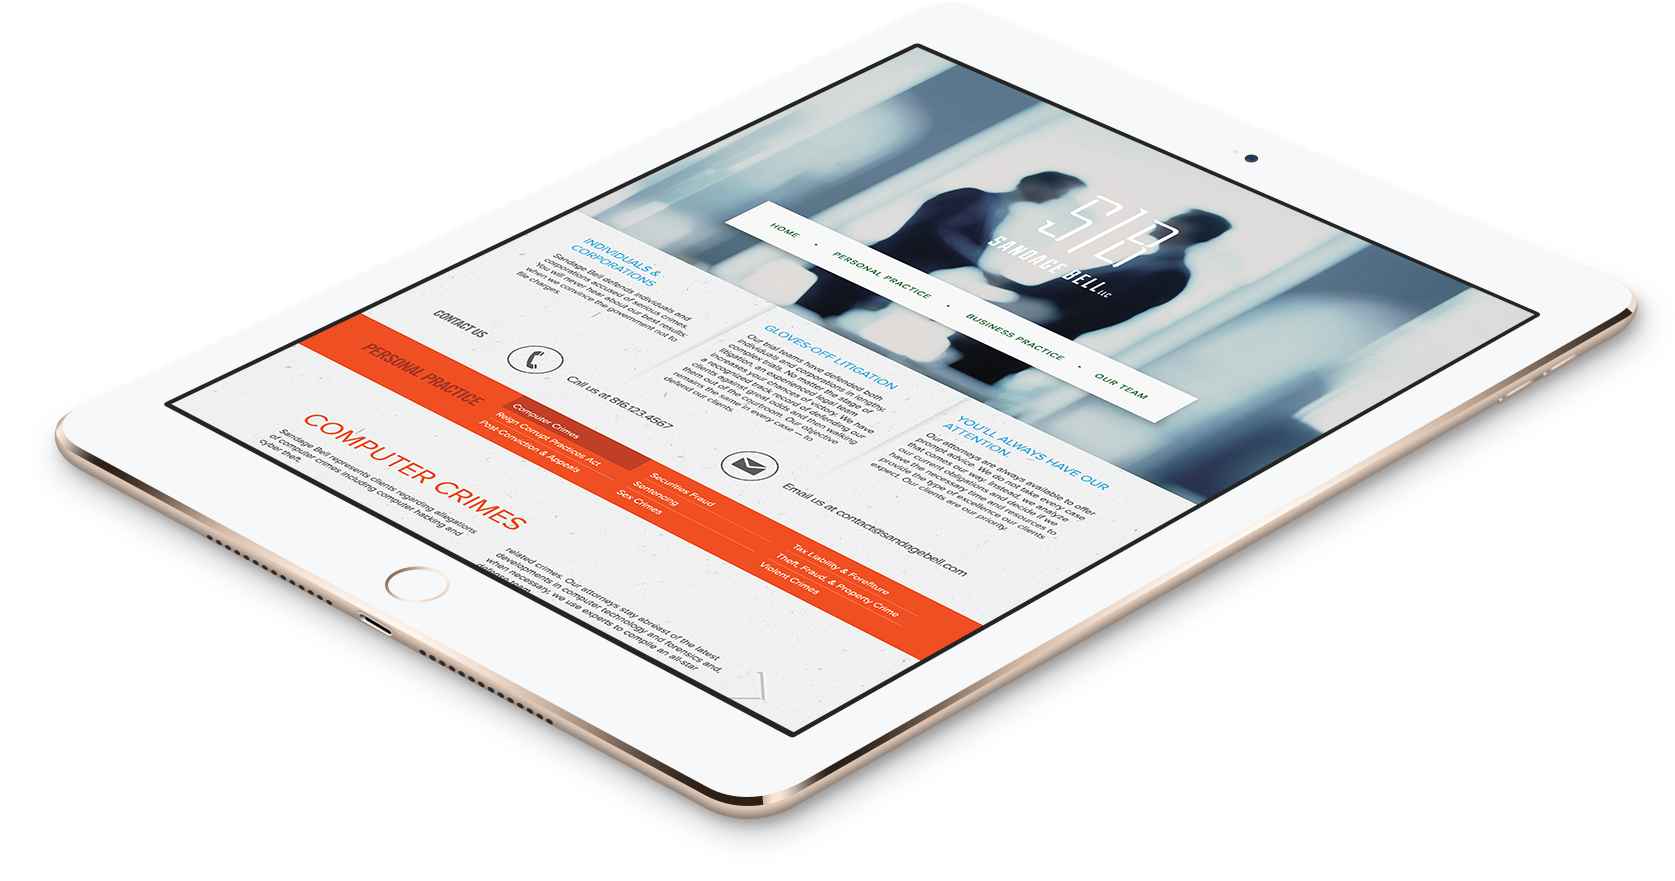 S|B
SANDAGE BELL LLC
HOME • PERSONAL PRACTICE • BUSINESS PRACTICE • OUR TEAM
INDIVIDUALS &
CORPORATIONS
Sandage Bell defends individuals and
corporations accused of serious crimes.
You will never hear about our best results,
when we convince the government not to
file charges.
GLOVES-OFF LITIGATION
Our trial teams have defended both
individuals and corporations in lengthy,
complex trials. No matter the stage of
litigation, an experienced legal team
increases your chances of victory. We have
a recognized track record of defending our
clients against great odds and then walking
them out of the courtroom. Our objective
remains the same in every case – to
defend our clients.
YOU'LL ALWAYS HAVE OUR
ATTENTION
Our attorneys are always available to offer
prompt advice. We do not take every case
that comes our way. Instead, we analyze
our current obligations and decide if we
have the necessary time and resources to
provide the type of excellence our clients
expect. Our clients are our priority.
CONTACT US
Call us at 816.123.4567
Email us at contact@sandagebell.com
PERSONAL PRACTICE
Computer Crimes
Reign Corrupt Practices Act
Post-Conviction & Appeals
Securities Fraud
Sentencing
Sex Crimes
Tax Liability & Forefiture
Theft, Fraud, & Property Crime
Violent Crimes
COMPUTER CRIMES
Sandage Bell represents clients regarding allegations
of computer crimes including computer hacking and
cyber theft.
related crimes. Our attorneys stay abreast of the latest
developments in computer technology and forensics and,
when necessary, we use experts to compile an all-star
defense team.